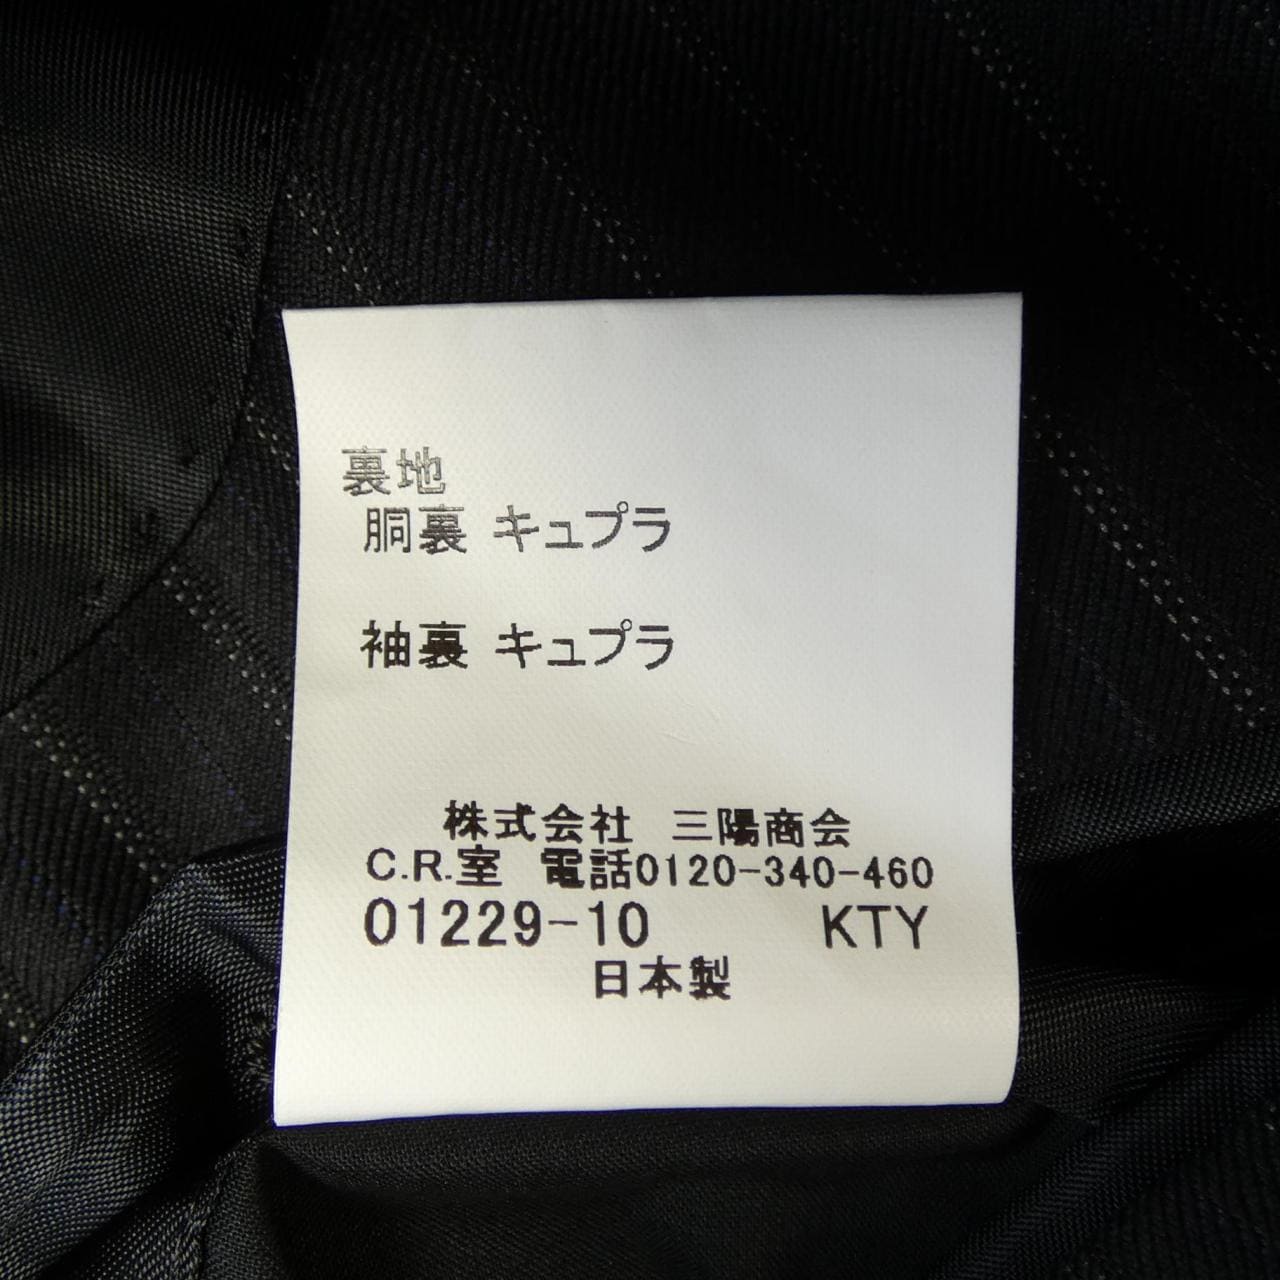 裏地
胴裏 キュプラ
袖裏 キュプラ
株式会社 三陽商会
C.R.室 電話0120-340-460
01229-10 KTY
日本製